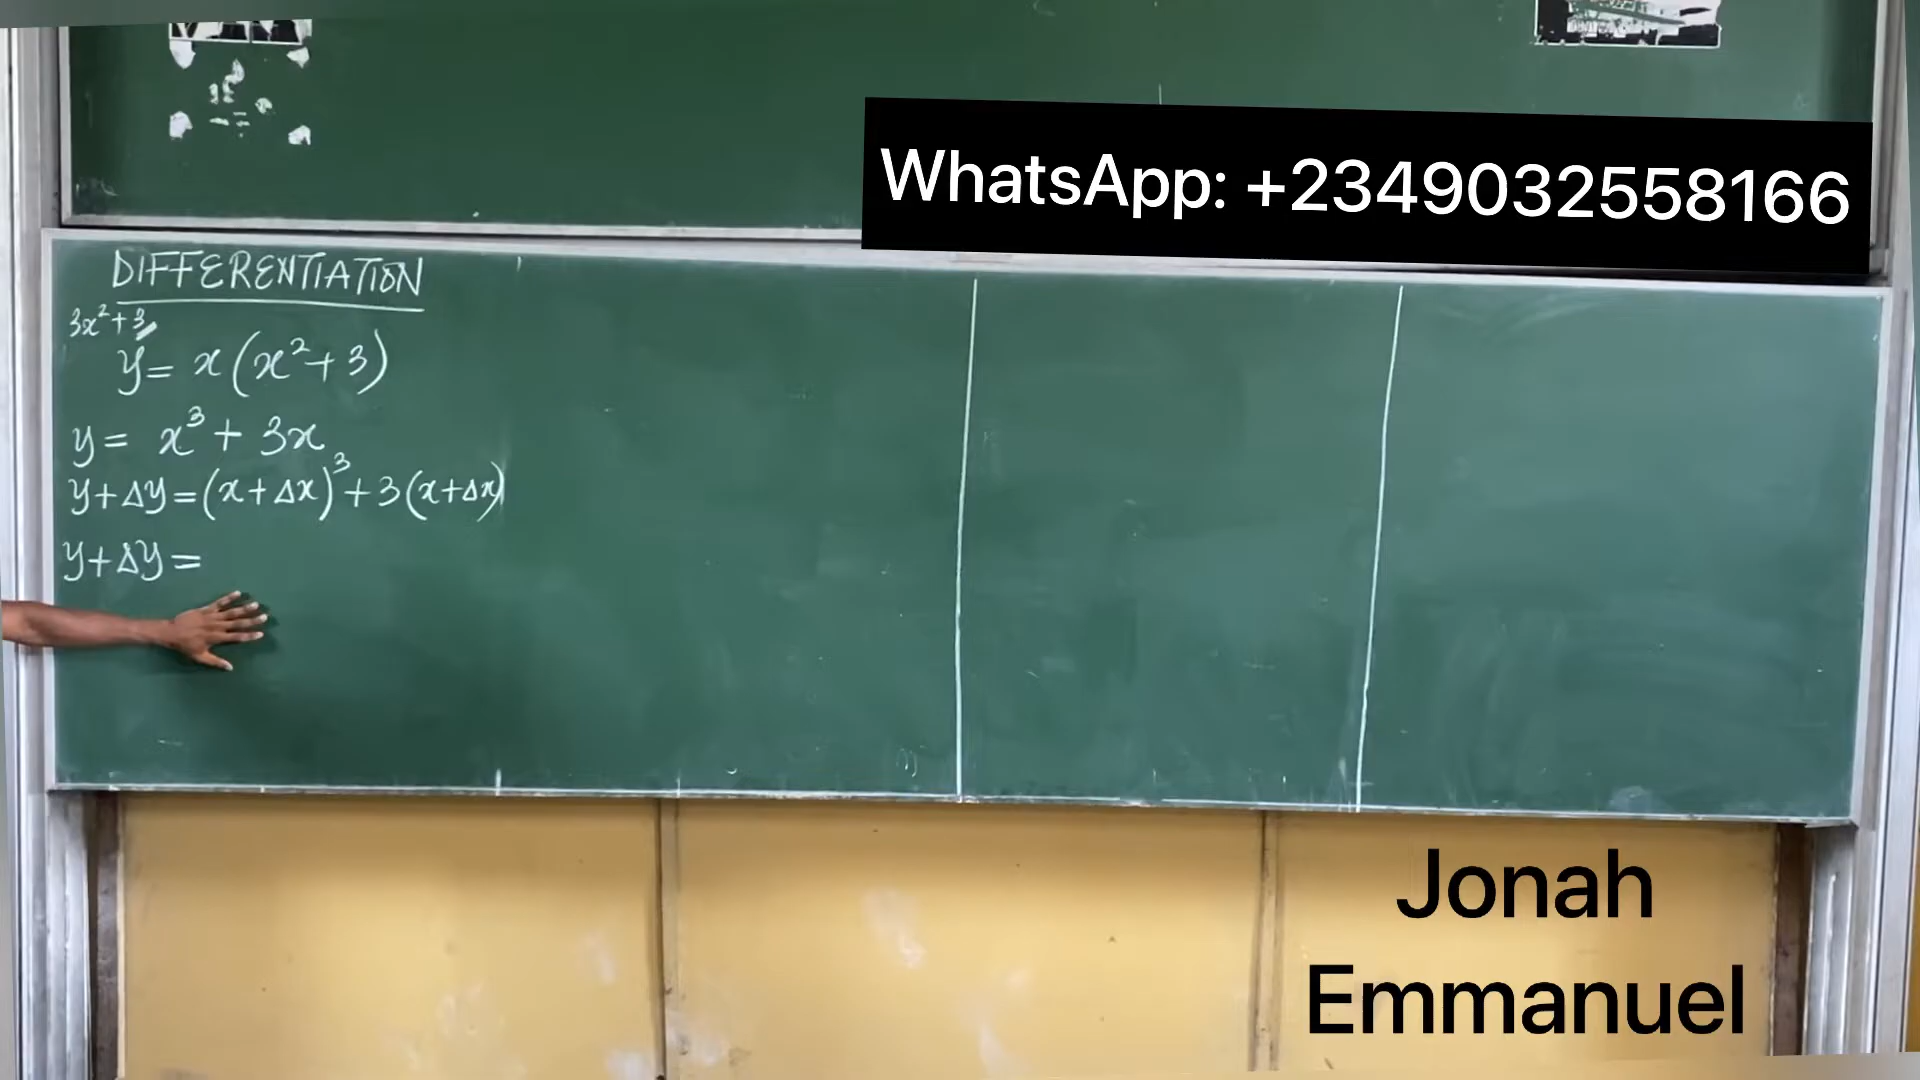 WhatsApp: +2349032558166
DIFFERENTIATION
3x²+3
y = x(x²+3)
y = x³ + 3x
y+Δy = (x+Δx)³ + 3(x+Δx)
y+Δy =
Jonah
Emmanuel